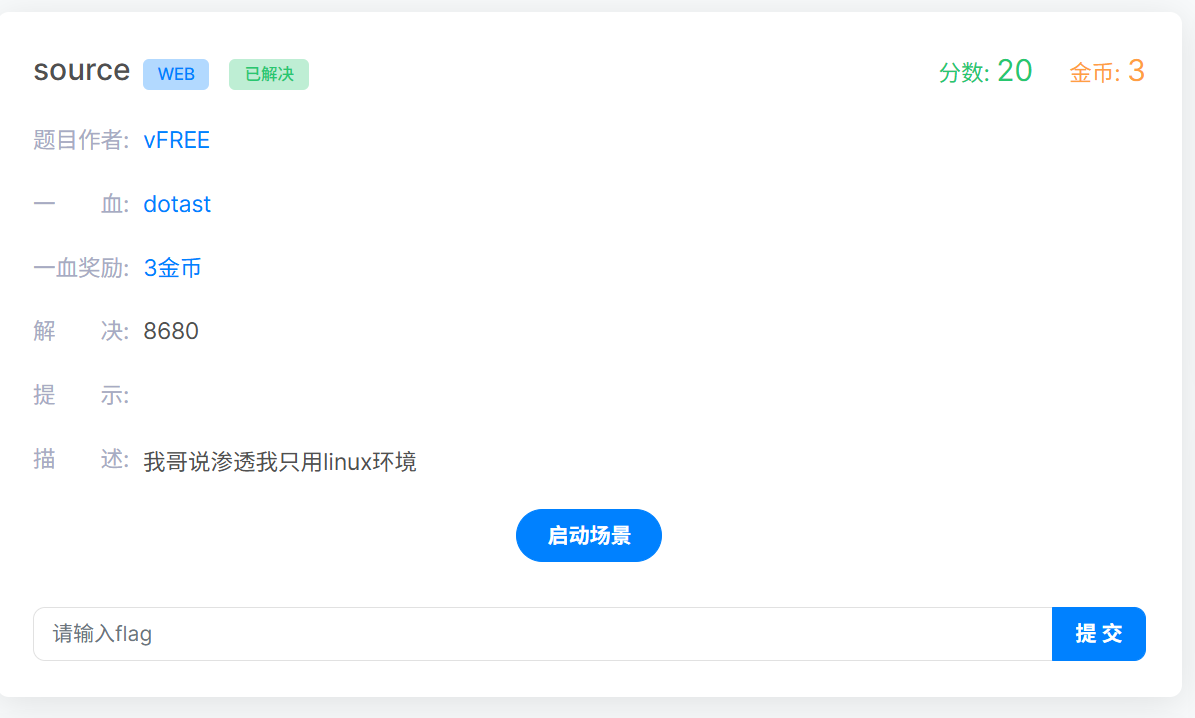 source WEB 已解决 分数: 20 金币: 3
题目作者: vFREE
一 血: dotast
一血奖励: 3金币
解 决: 8680
提 示:
描 述: 我哥说渗透我只用linux环境
启动场景
请输入flag 提 交